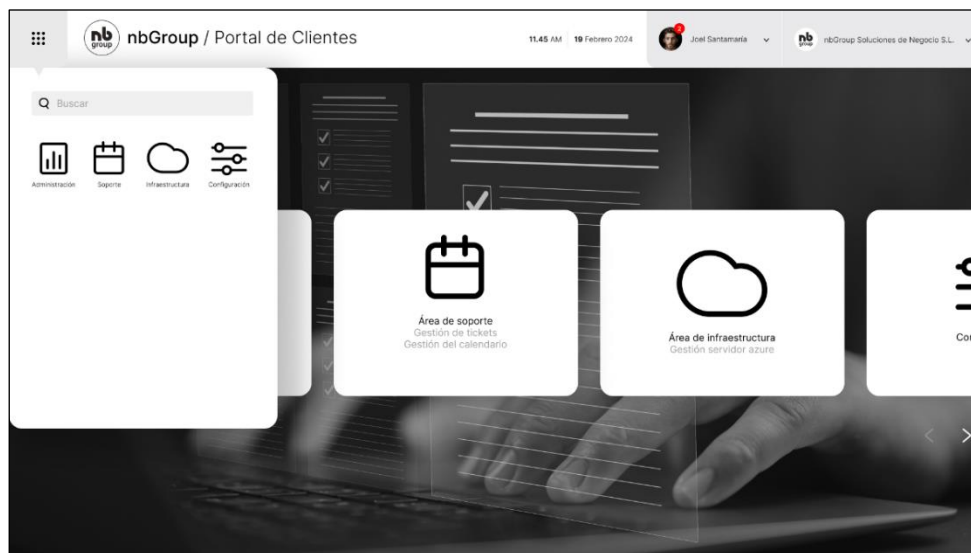 nb group
nbGroup / Portal de Clientes
11.45 AM
19 Febrero 2024
2
Joel Santamaría
nb group
nbGroup Soluciones de Negocio S.L.
Buscar
Administración
Soporte
Infraestructura
Configuración
Área de soporte
Gestión de tickets
Gestión del calendario
Área de infraestructura
Gestión servidor azure
Con